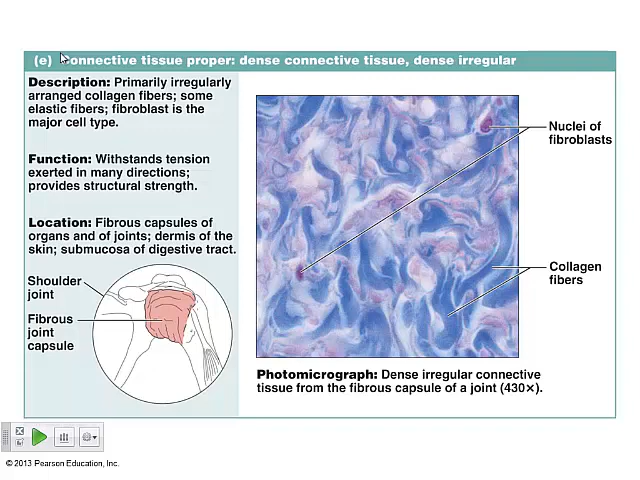 (e) Connective tissue proper: dense connective tissue, dense irregular
Description: Primarily irregularly
arranged collagen fibers; some
elastic fibers; fibroblast is the
major cell type.
Function: Withstands tension
exerted in many directions;
provides structural strength.
Location: Fibrous capsules of
organs and of joints; dermis of the
skin; submucosa of digestive tract.
Shoulder
joint
Fibrous
joint
capsule
Nuclei of
fibroblasts
Collagen
fibers
Photomicrograph: Dense irregular connective
tissue from the fibrous capsule of a joint (430×).
© 2013 Pearson Education, Inc.